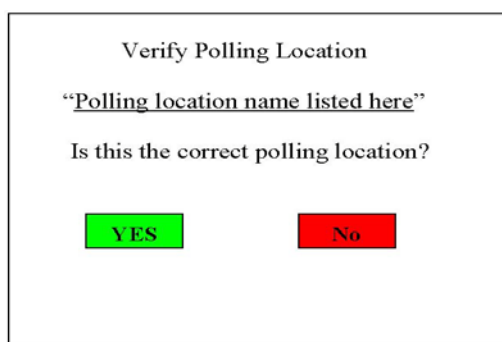 Verify Polling Location
“Polling location name listed here”
Is this the correct polling location?
YES No